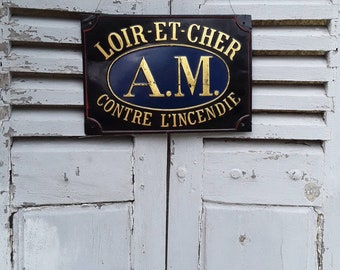 LOIR-ET-CHER
A.M.
CONTRE L'INCENDIE